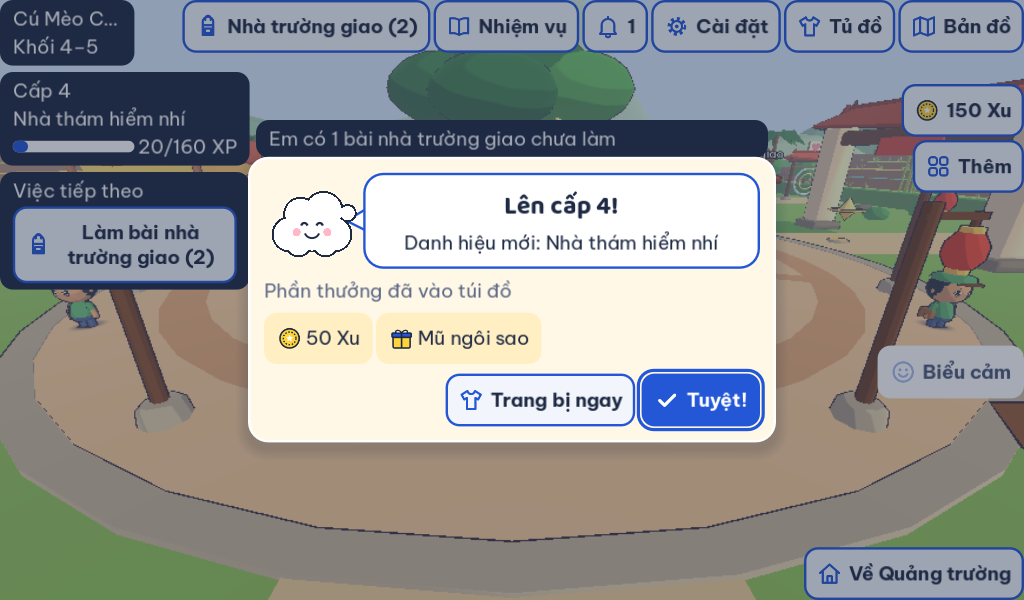 Cú Mèo C...
Khối 4–5
Nhà trường giao (2)
Nhiệm vụ
1
Cài đặt
Tủ đồ
Bản đồ
Cấp 4
Nhà thám hiểm nhí
20/160 XP
150 Xu
Thêm
Việc tiếp theo
Làm bài nhà
trường giao (2)
Em có 1 bài nhà trường giao chưa làm
Lên cấp 4!
Danh hiệu mới: Nhà thám hiểm nhí
Phần thưởng đã vào túi đồ
50 Xu
Mũ ngôi sao
Trang bị ngay
Tuyệt!
Biểu cảm
Về Quảng trường